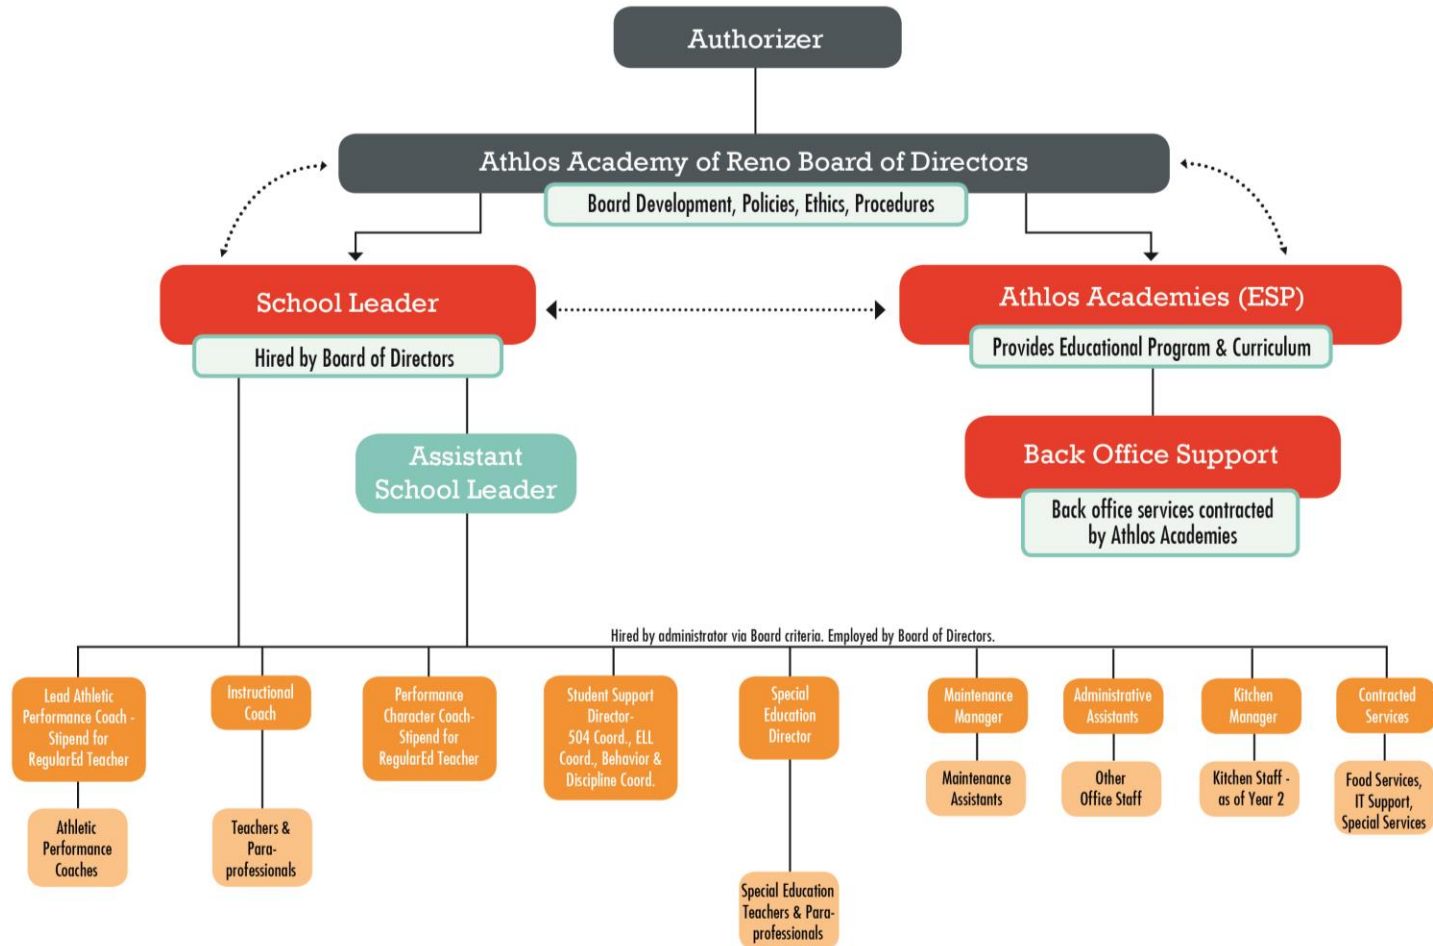 Authorizer
Athlos Academy of Reno Board of Directors
Board Development, Policies, Ethics, Procedures
School Leader
Hired by Board of Directors
Athlos Academies (ESP)
Provides Educational Program & Curriculum
Assistant
School Leader
Back Office Support
Back office services contracted
by Athlos Academies
Hired by administrator via Board criteria. Employed by Board of Directors.
Lead Athletic
Performance Coach -
Stipend for
RegularEd Teacher
Instructional
Coach
Performance
Character Coach-
Stipend for
RegularEd Teacher
Student Support
Director-
504 Coord., ELL
Coord., Behavior &
Discipline Coord.
Special
Education
Director
Maintenance
Manager
Administrative
Assistants
Kitchen
Manager
Contracted
Services
Athletic
Performance
Coaches
Teachers &
Para-
professionals
Special Education
Teachers & Para-
professionals
Maintenance
Assistants
Other
Office Staff
Kitchen Staff -
as of Year 2
Food Services,
IT Support,
Special Services